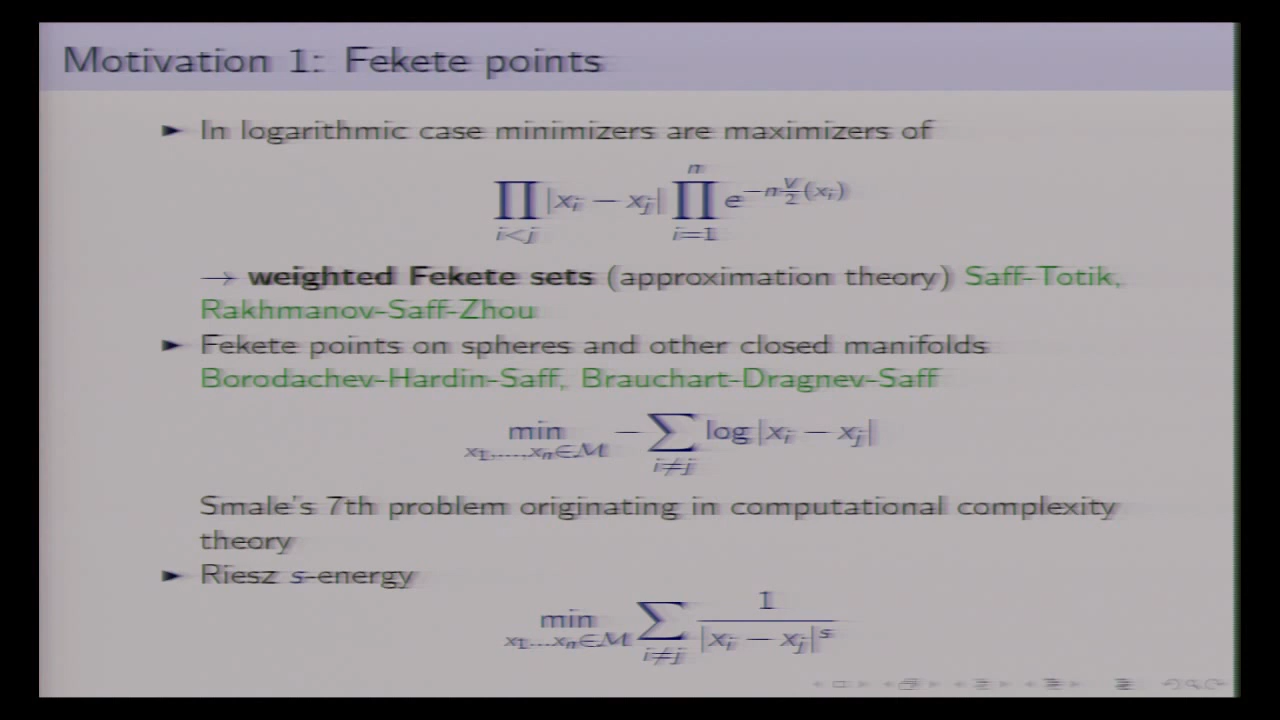 Motivation 1: Fekete points
► In logarithmic case minimizers are maximizers of
∏_{i<j} |x_i − x_j| ∏_{i=1}^{n} e^{−n \frac{V}{2}(x_i)}
→ weighted Fekete sets (approximation theory) Saff-Totik,
Rakhmanov-Saff-Zhou
► Fekete points on spheres and other closed manifolds
Borodachev-Hardin-Saff, Brauchart-Dragnev-Saff
min_{x_1,...,x_n∈M} − ∑_{i≠j} log |x_i − x_j|
Smale's 7th problem originating in computational complexity
theory
► Riesz s-energy
min_{x_1...x_n∈M} ∑_{i≠j} \frac{1}{|x_i − x_j|^s}